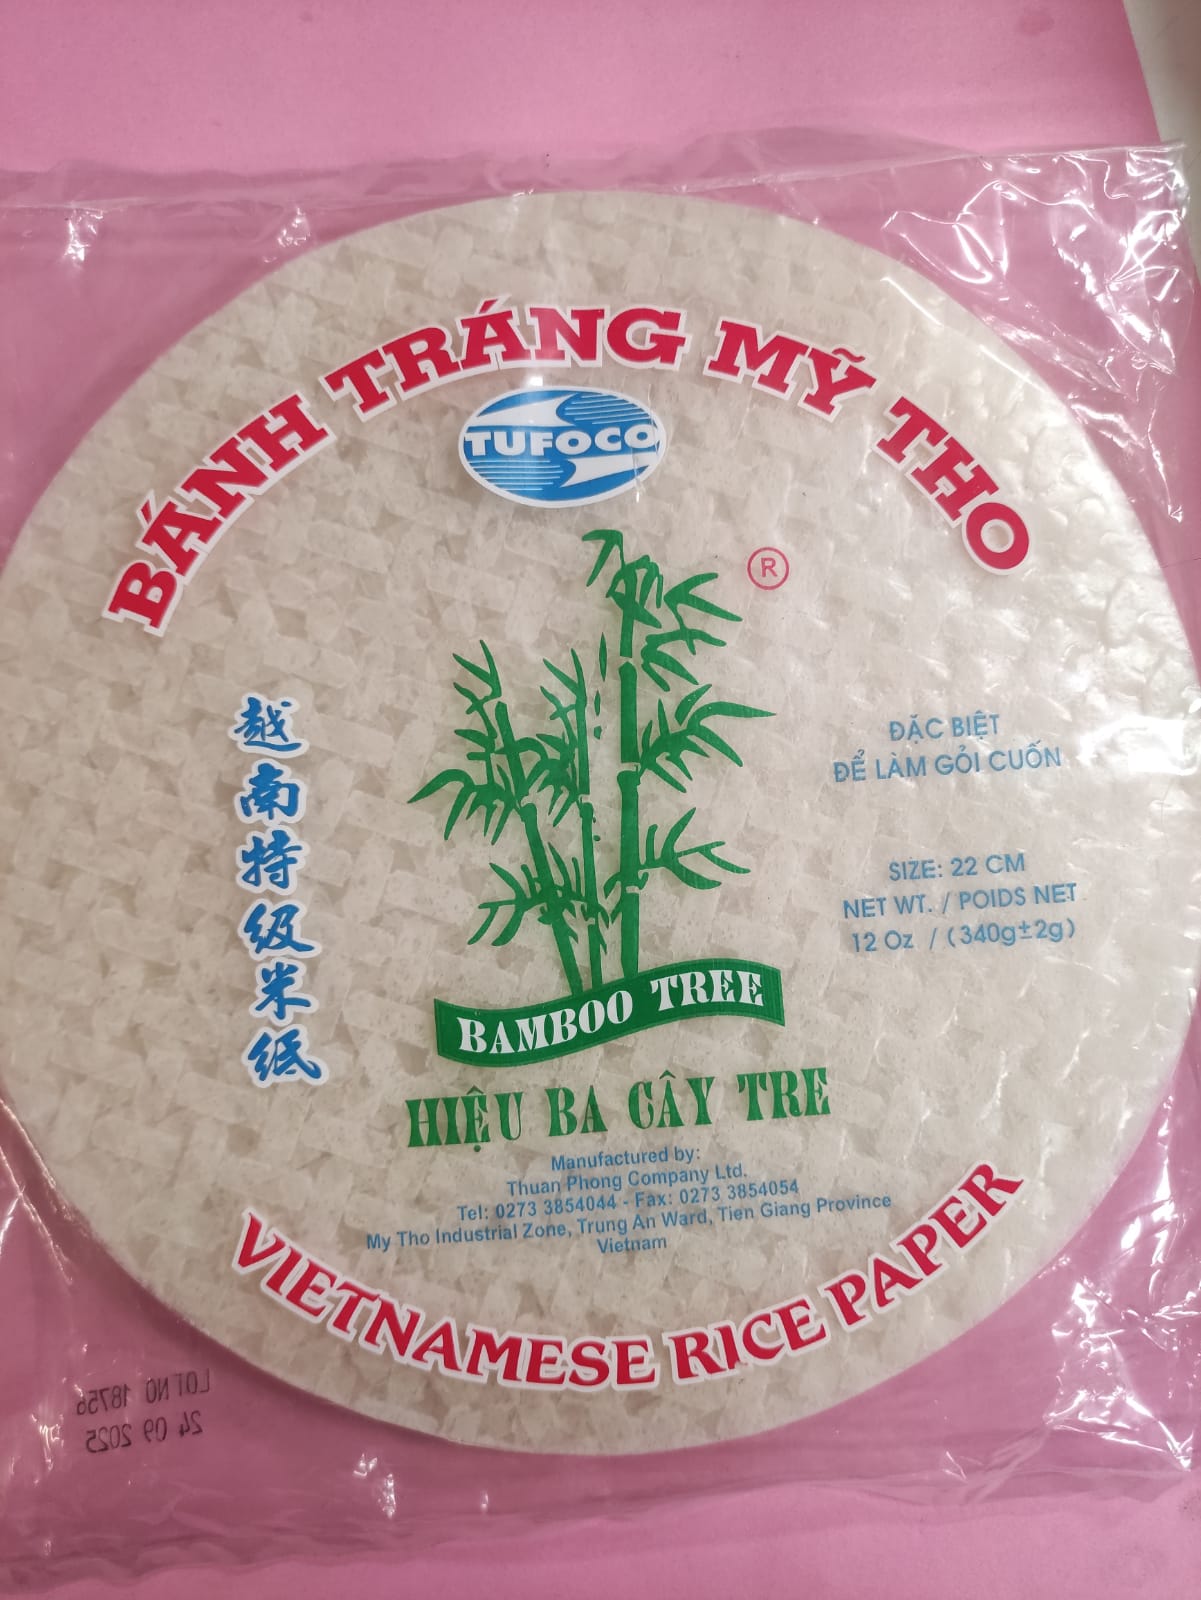 BÁNH TRÁNG MỸ THO
TUFOCO
®
越南特级米纸
ĐẶC BIỆT
ĐỂ LÀM GỎI CUỐN
SIZE: 22 CM
NET WT. / POIDS NET
12 Oz / (340g±2g)
BAMBOO TREE
HIỆU BA CÂY TRE
Manufactured by:
Thuan Phong Company Ltd.
Tel: 0273 3854044 - Fax: 0273 3854054
My Tho Industrial Zone, Trung An Ward, Tien Giang Province
Vietnam
VIETNAMESE RICE PAPER
LOT NO 18756
24 09 2025